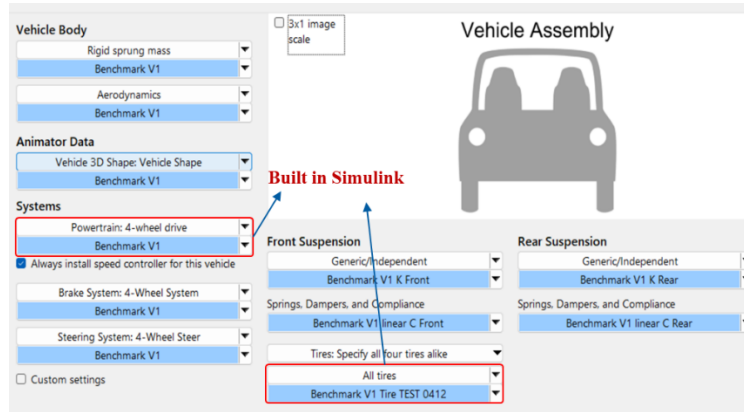 3x1 image
scale
Vehicle Assembly
Vehicle Body
Rigid sprung mass
Benchmark V1
Aerodynamics
Benchmark V1
Animator Data
Vehicle 3D Shape: Vehicle Shape
Benchmark V1
Built in Simulink
Systems
Powertrain: 4-wheel drive
Benchmark V1
Always install speed controller for this vehicle
Brake System: 4-Wheel System
Benchmark V1
Steering System: 4-Wheel Steer
Benchmark V1
Custom settings
Front Suspension
Generic/Independent
Benchmark V1 K Front
Springs, Dampers, and Compliance
Benchmark V1 linear C Front
Tires: Specify all four tires alike
All tires
Benchmark V1 Tire TEST 0412
Rear Suspension
Generic/Independent
Benchmark V1 K Rear
Springs, Dampers, and Compliance
Benchmark V1 linear C Rear